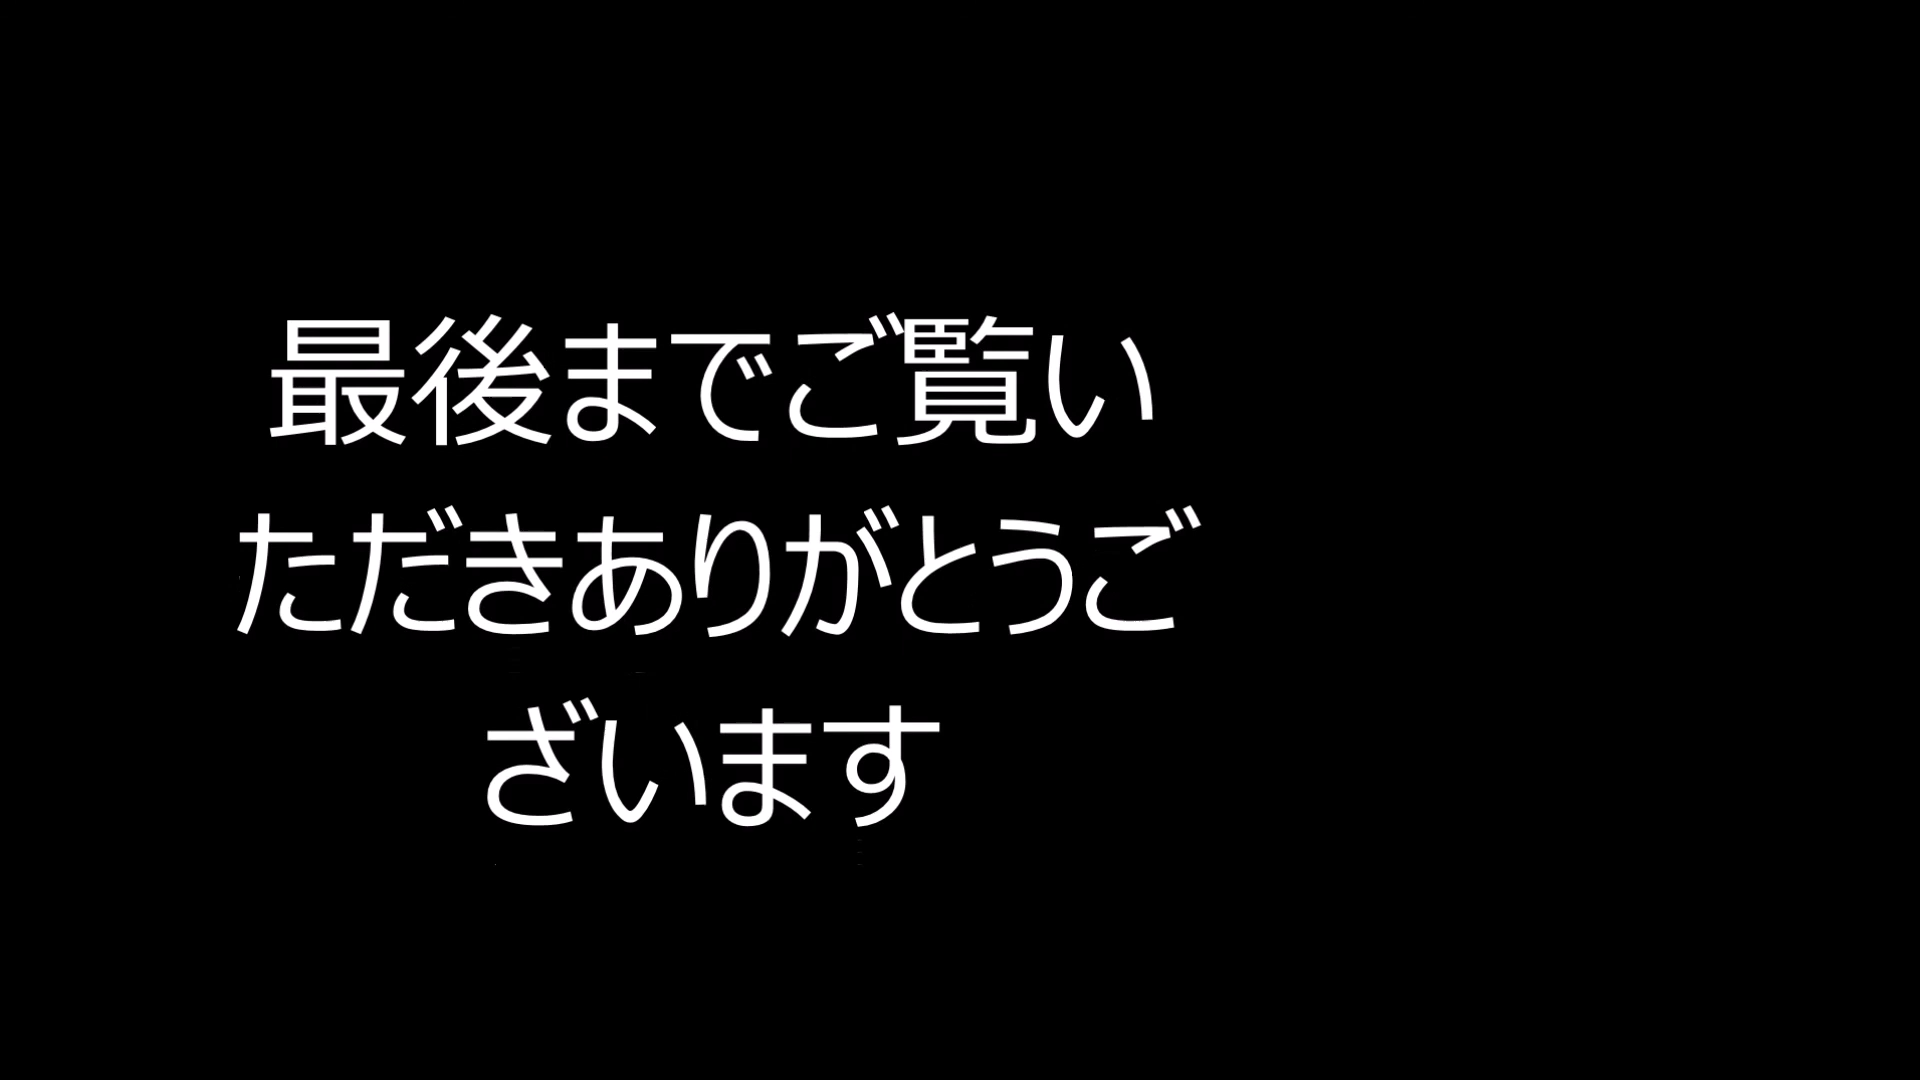 最後までご覧い
ただきありがとうご
ざいます